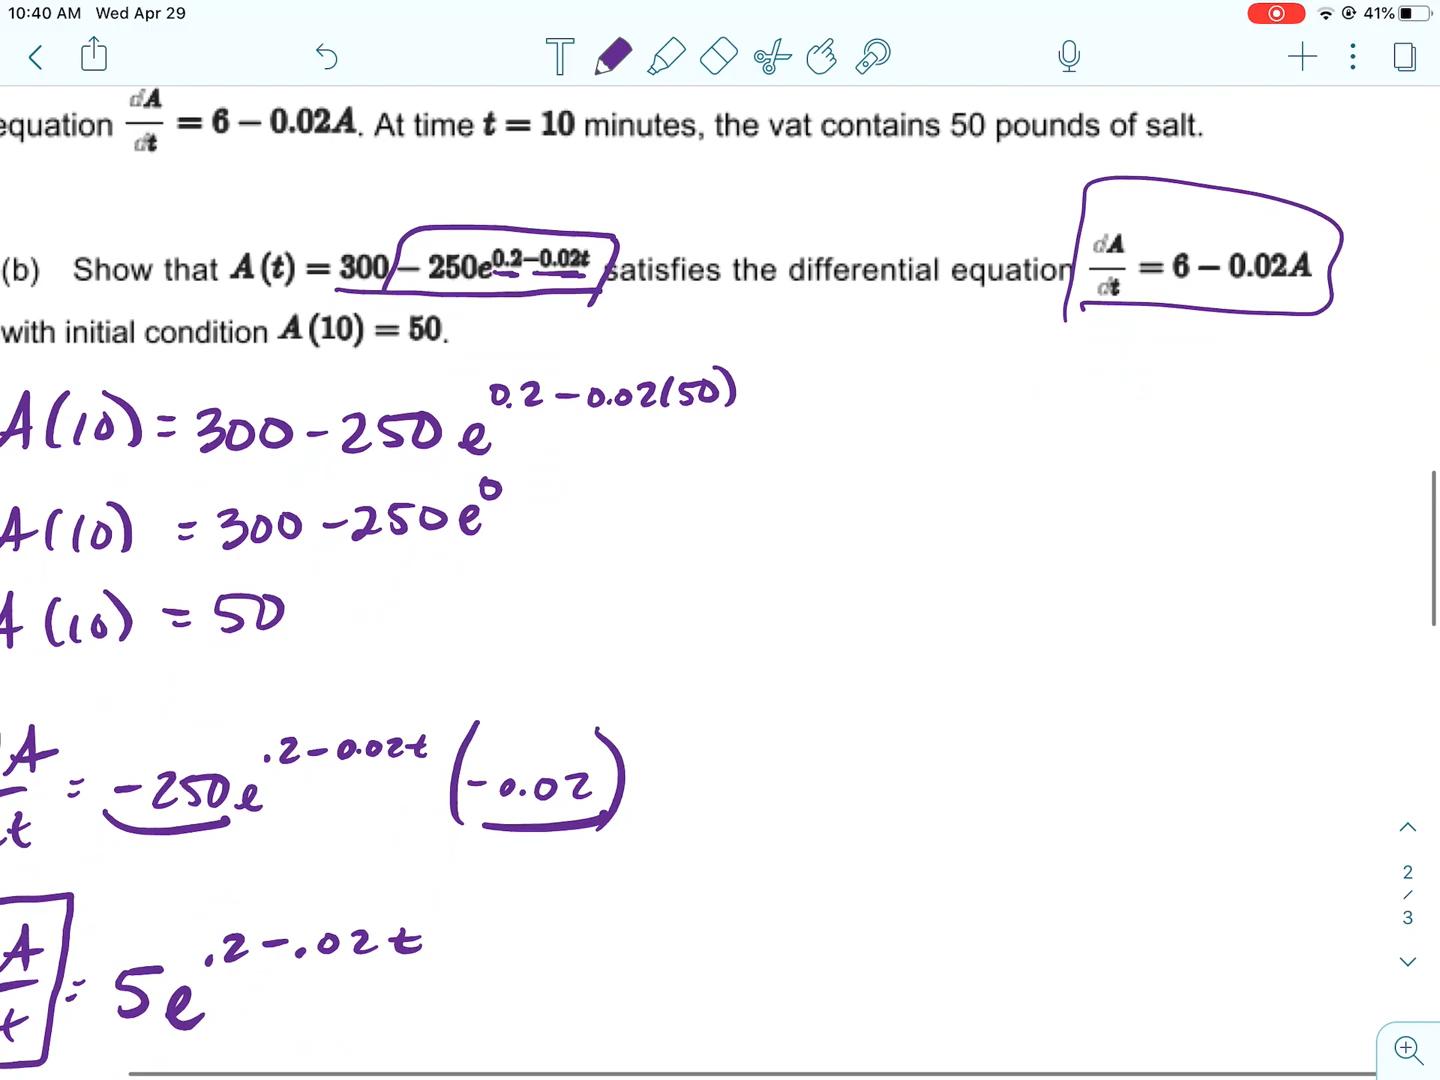 10:40 AM Wed Apr 29 41%
T
equation dA/dt = 6 − 0.02A. At time t = 10 minutes, the vat contains 50 pounds of salt.
(b) Show that A(t) = 300 − 250e^{0.2−0.02t} satisfies the differential equation dA/dt = 6 − 0.02A
with initial condition A(10) = 50.
A(10) = 300 − 250e^{0.2−0.02(50)}
A(10) = 300 − 250e^0
A(10) = 50
A/t = −250e^{.2−0.02t} (−0.02)
A/t = 5e^{.2−.02t}
2
/
3